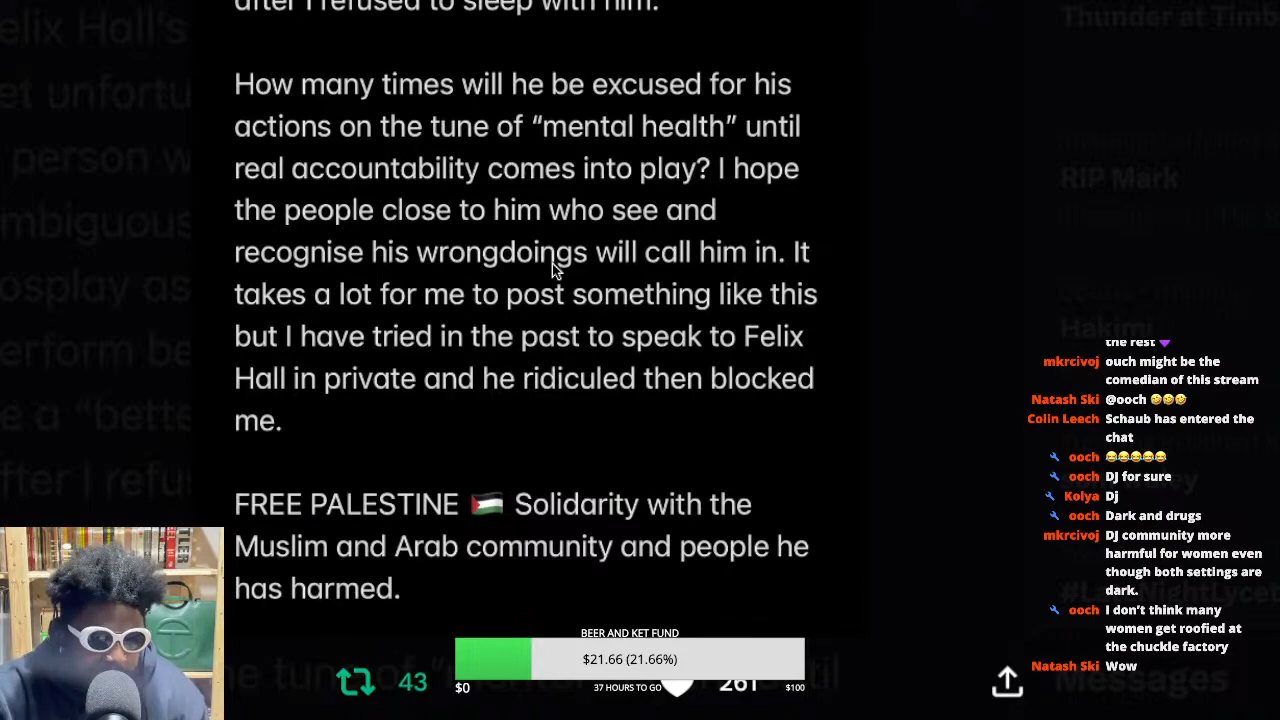 after I refused to sleep with him.
How many times will he be excused for his
actions on the tune of “mental health” until
real accountability comes into play? I hope
the people close to him who see and
recognise his wrongdoings will call him in. It
takes a lot for me to post something like this
but I have tried in the past to speak to Felix
Hall in private and he ridiculed then blocked
me.
FREE PALESTINE 🇵🇸 Solidarity with the
Muslim and Arab community and people he
has harmed.
Thunder at Timb
RIP Mark
Hakimi
Messages
the rest 💜
mkrcivoj ouch might be the
comedian of this stream
Natash Ski @ooch 🤣🤣🤣
Colin Leech Schaub has entered the
chat
ooch 😂😂😂😂😂
ooch DJ for sure
Kolya Dj
ooch Dark and drugs
mkrcivoj DJ community more
harmful for women even
though both settings are
dark.
ooch I don’t think many
women get roofied at
the chuckle factory
Natash Ski Wow
BEER AND KET FUND
$21.66 (21.66%)
$0 37 HOURS TO GO $100
43
261